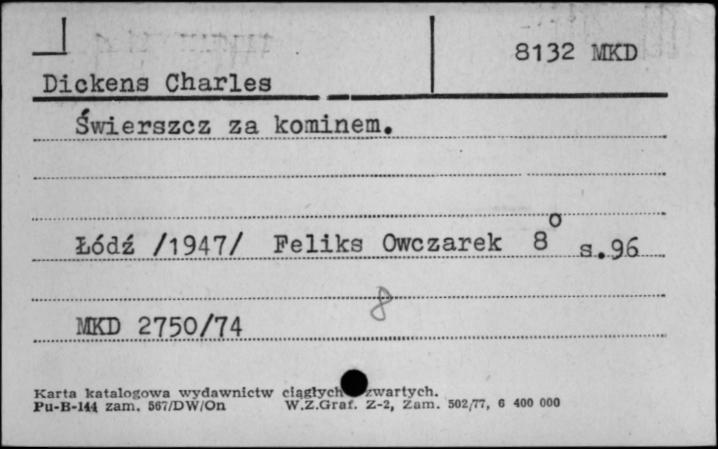 8132 MKD
Dickens Charles
Świerszcz za kominem.
Łódź /1947/ Feliks Owczarek 8° s.96
8
MKD 2750/74
Karta katalogowa wydawnictw ciągłych zwartych.
Pu-B-144 zam. 567/DW/On W.Z.Graf. Z-2, Zam. 502/77, 6 400 000